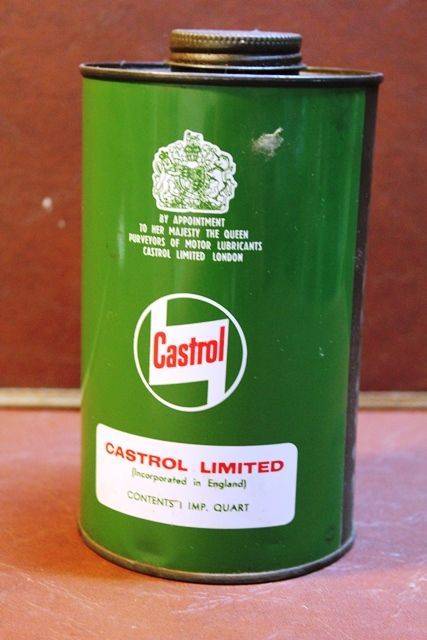 BY APPOINTMENT
TO HER MAJESTY THE QUEEN
PURVEYORS OF MOTOR LUBRICANTS
CASTROL LIMITED LONDON
Castrol
CASTROL LIMITED
(Incorporated in England)
CONTENTS 1 IMP. QUART